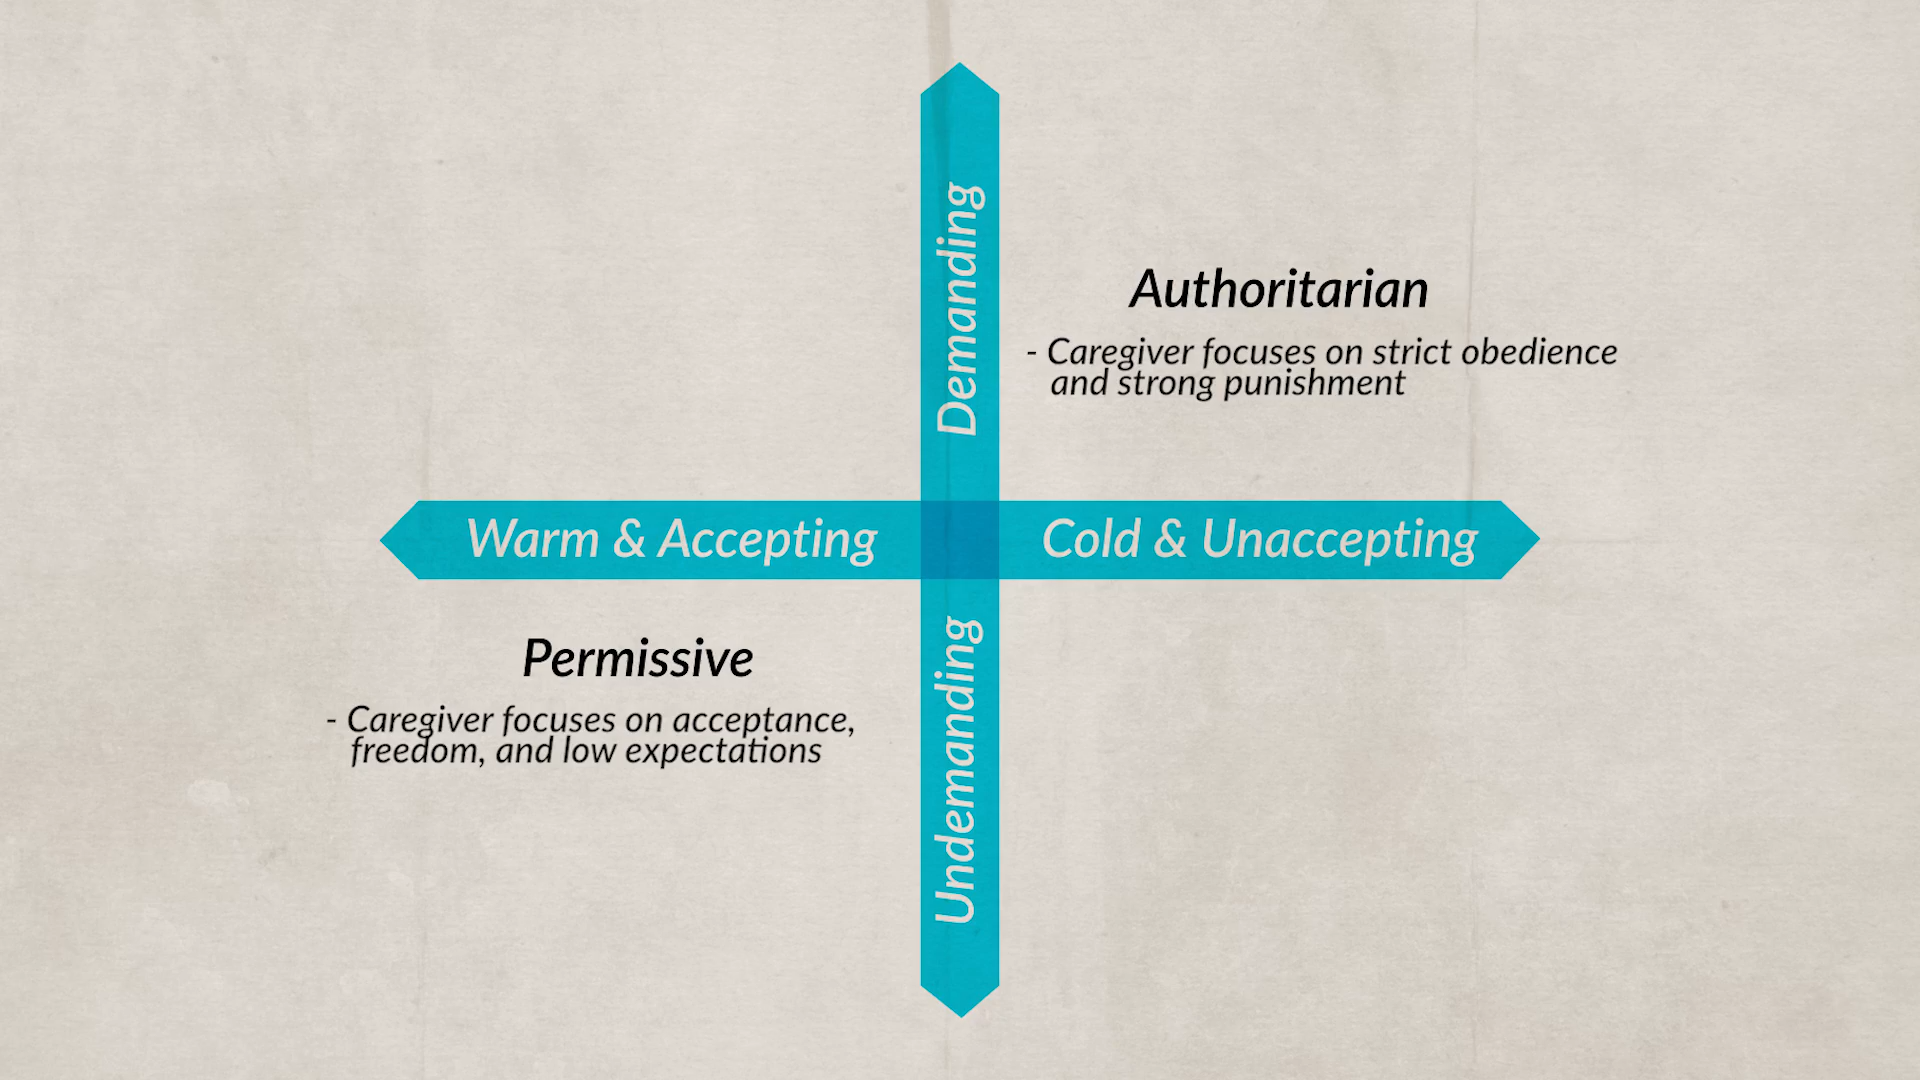 Demanding
Authoritarian
- Caregiver focuses on strict obedience
and strong punishment
Warm & Accepting
Cold & Unaccepting
Permissive
- Caregiver focuses on acceptance,
freedom, and low expectations
Undemanding